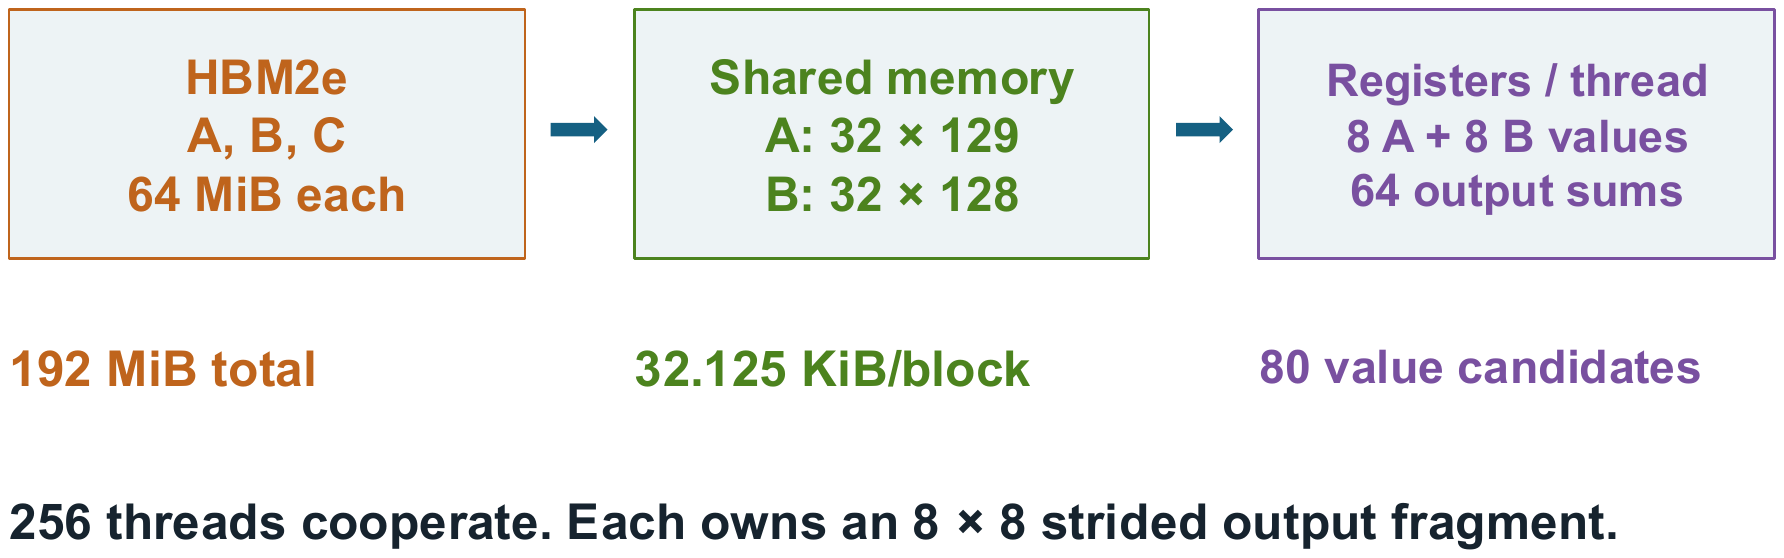 HBM2e
A, B, C
64 MiB each
Shared memory
A: 32 × 129
B: 32 × 128
Registers / thread
8 A + 8 B values
64 output sums
192 MiB total
32.125 KiB/block
80 value candidates
256 threads cooperate. Each owns an 8 × 8 strided output fragment.